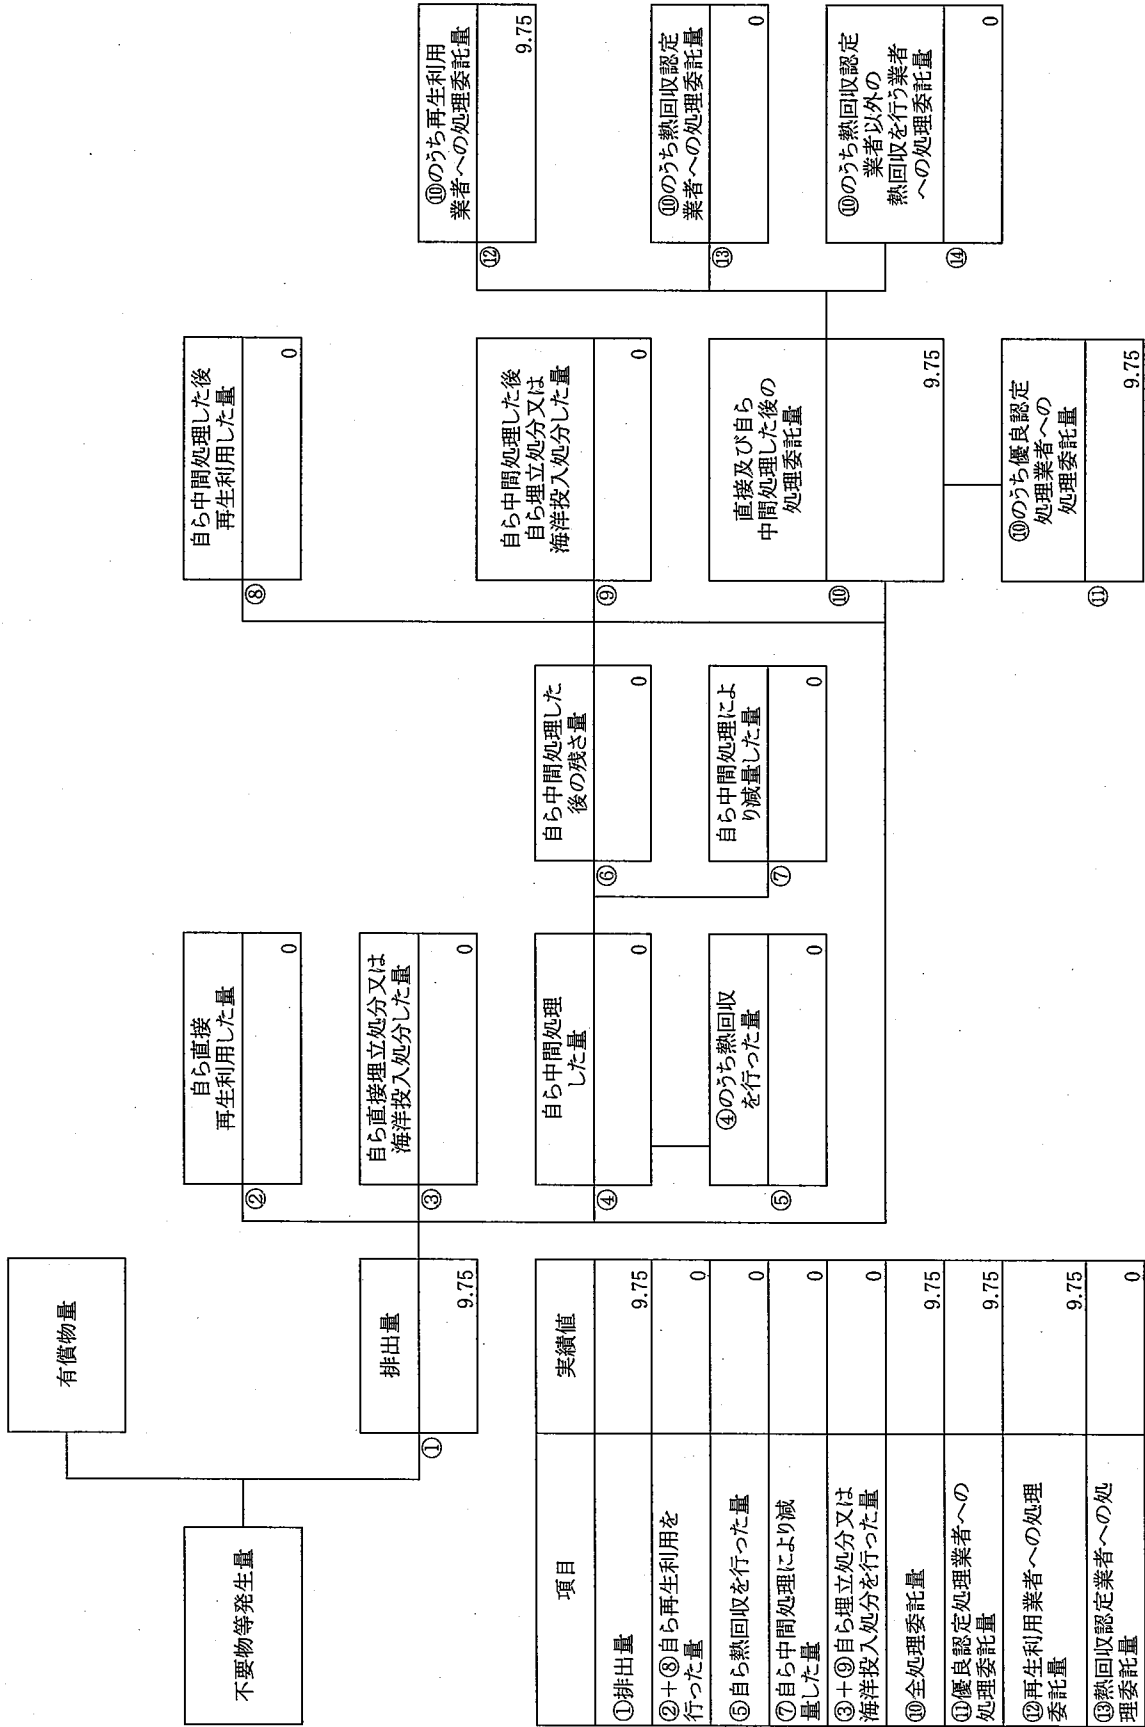 不要物等発生量
有償物量
①
排出量
9.75
②
自ら直接
再生利用した量
0
③
自ら直接埋立処分又は
海洋投入処分した量
0
④
自ら中間処理
した量
0
⑤
④のうち熱回収
を行った量
0
⑥
自ら中間処理した
後の残さ量
0
⑦
自ら中間処理によ
り減量した量
0
⑧
自ら中間処理した後
再生利用した量
0
⑨
自ら中間処理した後
自ら埋立処分又は
海洋投入処分した量
0
⑩
直接及び自ら
中間処理した後の
処理委託量
9.75
⑪
⑩のうち優良認定
処理業者への
処理委託量
9.75
⑫
⑩のうち再生利用
業者への処理委託量
9.75
⑬
⑩のうち熱回収認定
業者への処理委託量
0
⑭
⑩のうち熱回収認定
業者以外の
熱回収を行う業者
への処理委託量
0
項目 実績値
①排出量 9.75
②+⑧自ら再生利用を
行った量 0
⑤自ら熱回収を行った量 0
⑦自ら中間処理により減
量した量 0
③+⑨自ら埋立処分又は
海洋投入処分を行った量 0
⑩全処理委託量 9.75
⑪優良認定処理業者への
処理委託量 9.75
⑫再生利用業者への処理
委託量 9.75
⑬熱回収認定業者への処
理委託量 0